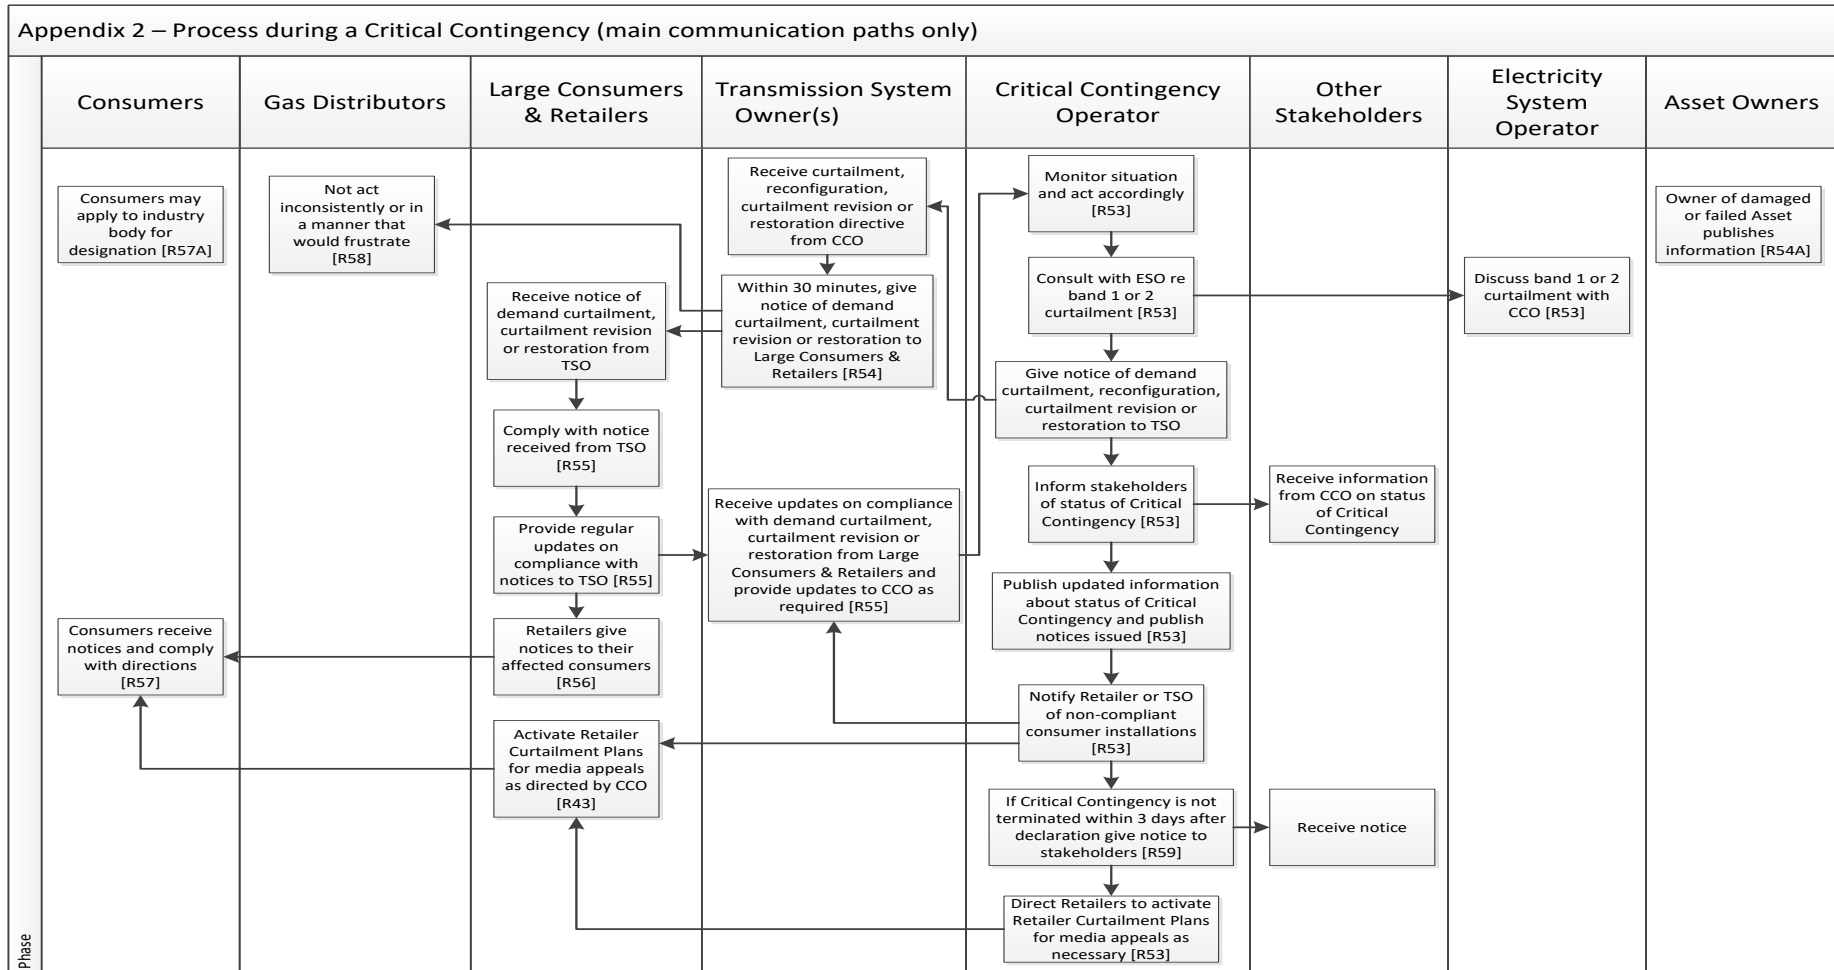 Appendix 2 – Process during a Critical Contingency (main communication paths only)
Phase
Consumers
Gas Distributors
Large Consumers
& Retailers
Transmission System
Owner(s)
Critical Contingency
Operator
Other
Stakeholders
Electricity
System
Operator
Asset Owners
Consumers may
apply to industry
body for
designation [R57A]
Consumers receive
notices and comply
with directions
[R57]
Not act
inconsistently or in
a manner that
would frustrate
[R58]
Receive notice of
demand curtailment,
curtailment revision
or restoration from
TSO
Comply with notice
received from TSO
[R55]
Provide regular
updates on
compliance with
notices to TSO [R55]
Retailers give
notices to their
affected consumers
[R56]
Activate Retailer
Curtailment Plans
for media appeals
as directed by CCO
[R43]
Receive curtailment,
reconfiguration,
curtailment revision or
restoration directive
from CCO
Within 30 minutes, give
notice of demand
curtailment, curtailment
revision or restoration to
Large Consumers &
Retailers [R54]
Receive updates on compliance
with demand curtailment,
curtailment revision or
restoration from Large
Consumers & Retailers and
provide updates to CCO as
required [R55]
Monitor situation
and act accordingly
[R53]
Consult with ESO re
band 1 or 2
curtailment [R53]
Give notice of demand
curtailment, reconfiguration,
curtailment revision or
restoration to TSO
Inform stakeholders
of status of Critical
Contingency [R53]
Publish updated information
about status of Critical
Contingency and publish
notices issued [R53]
Notify Retailer or TSO
of non-compliant
consumer installations
[R53]
If Critical Contingency is not
terminated within 3 days after
declaration give notice to
stakeholders [R59]
Direct Retailers to activate
Retailer Curtailment Plans
for media appeals as
necessary [R53]
Receive information
from CCO on status
of Critical
Contingency
Receive notice
Discuss band 1 or 2
curtailment with
CCO [R53]
Owner of damaged
or failed Asset
publishes
information [R54A]